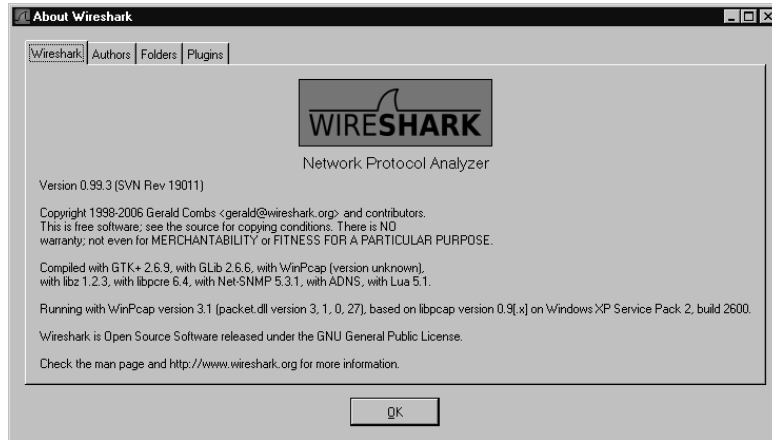 About Wireshark
Wireshark Authors Folders Plugins
WIRESHARK
Network Protocol Analyzer
Version 0.99.3 (SVN Rev 19011)
Copyright 1998-2006 Gerald Combs <gerald@wireshark.org> and contributors.
This is free software; see the source for copying conditions. There is NO
warranty; not even for MERCHANTABILITY or FITNESS FOR A PARTICULAR PURPOSE.
Compiled with GTK+ 2.6.9, with GLib 2.6.6, with WinPcap (version unknown),
with libz 1.2.3, with libpcre 6.4, with Net-SNMP 5.3.1, with ADNS, with Lua 5.1.
Running with WinPcap version 3.1 (packet.dll version 3, 1, 0, 27), based on libpcap version 0.9[.x] on Windows XP Service Pack 2, build 2600.
Wireshark is Open Source Software released under the GNU General Public License.
Check the man page and http://www.wireshark.org for more information.
OK